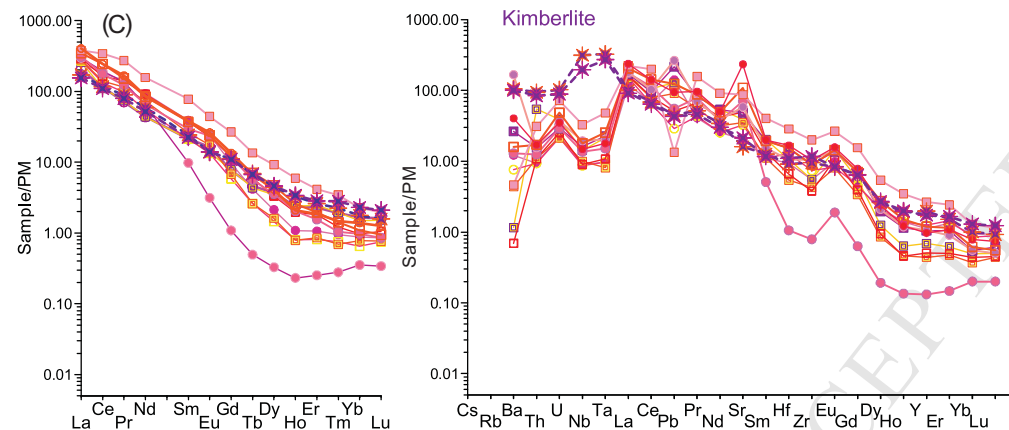 (C)
Kimberlite
1000.00
100.00
10.00
1.00
0.10
0.01
Sample/PM
Ce Nd Sm Gd Dy Er Yb
La Pr Eu Tb Ho Tm Lu
1000.00
100.00
10.00
1.00
0.10
0.01
Sample/PM
Cs Ba U Ta Ce Pr Sr Hf Eu Dy Y Yb
Rb Th Nb La Pb Nd Sm Zr Gd Ho Er Lu
CEPTE